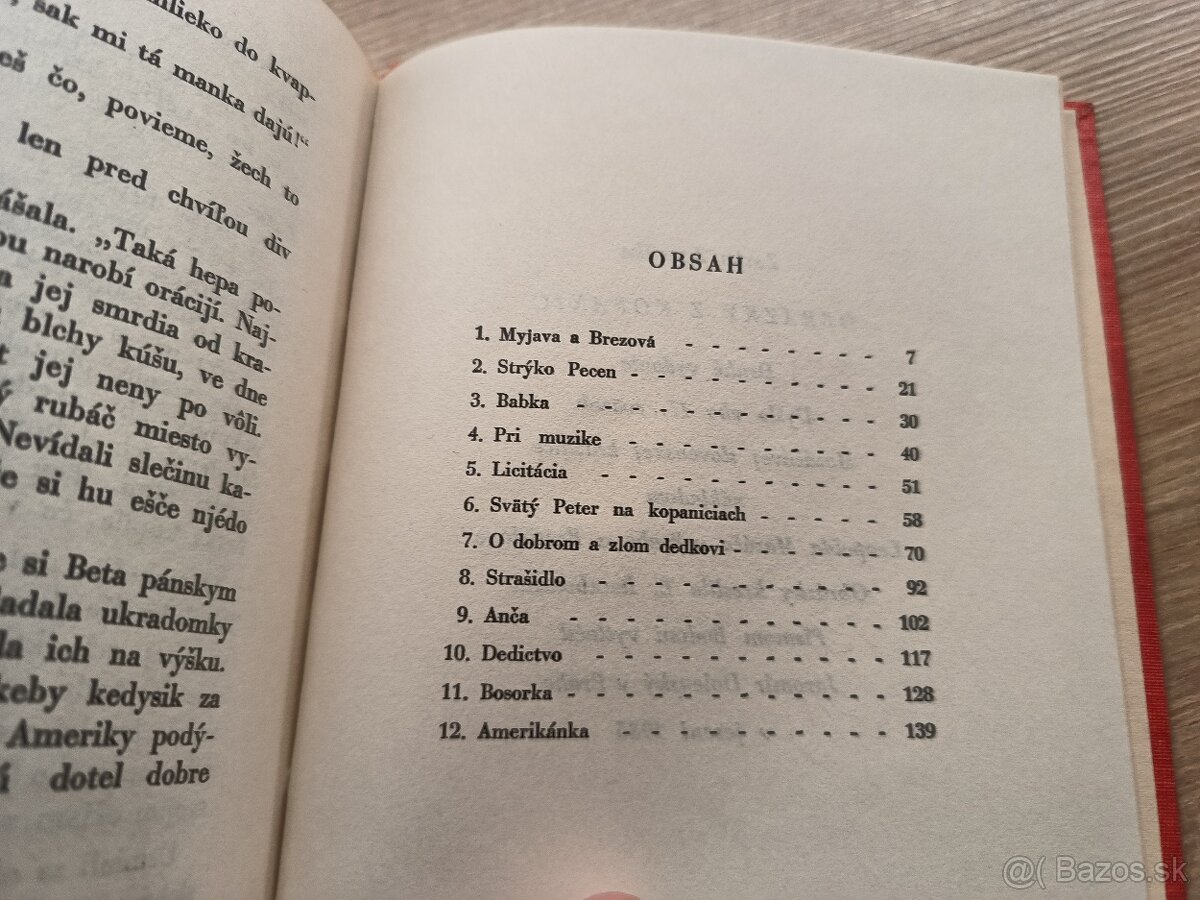 mlieko do kvap-
, sak mi tá manka dajú!“
eš čo, povieme, žech to
len pred chvíľou div
ášala. „Taká hepa po-
ou narobí orácijí. Naj-
a jej smrdia od kra-
blchy kúšu, ve dne
t jej neny po vôli.
ý rubáč miesto vy-
Nevídali slečinu ka-
e si hu ešče njédo
e si Beta pánskym
ladala ukradomky
la ich na výšku.
keby kedysik za
Ameriky podý-
í dotel dobre
OBSAH
1. Myjava a Brezová - - - - - - - 7
2. Strýko Pecen - - - - - - - - - - 21
3. Babka - - - - - - - - - - - 30
4. Pri muzike - - - - - - - - - 40
5. Licitácia - - - - - - - - - - 51
6. Svätý Peter na kopaniciach - - - - - 58
7. O dobrom a zlom dedkovi - - - - - - 70
8. Strašidlo - - - - - - - - - - 92
9. Anča - - - - - - - - - - - 102
10. Dedictvo - - - - - - - - - - 117
11. Bosorka - - - - - - - - - - - 128
12. Amerikánka - - - - - - - - - 139
@( Bazos.sk